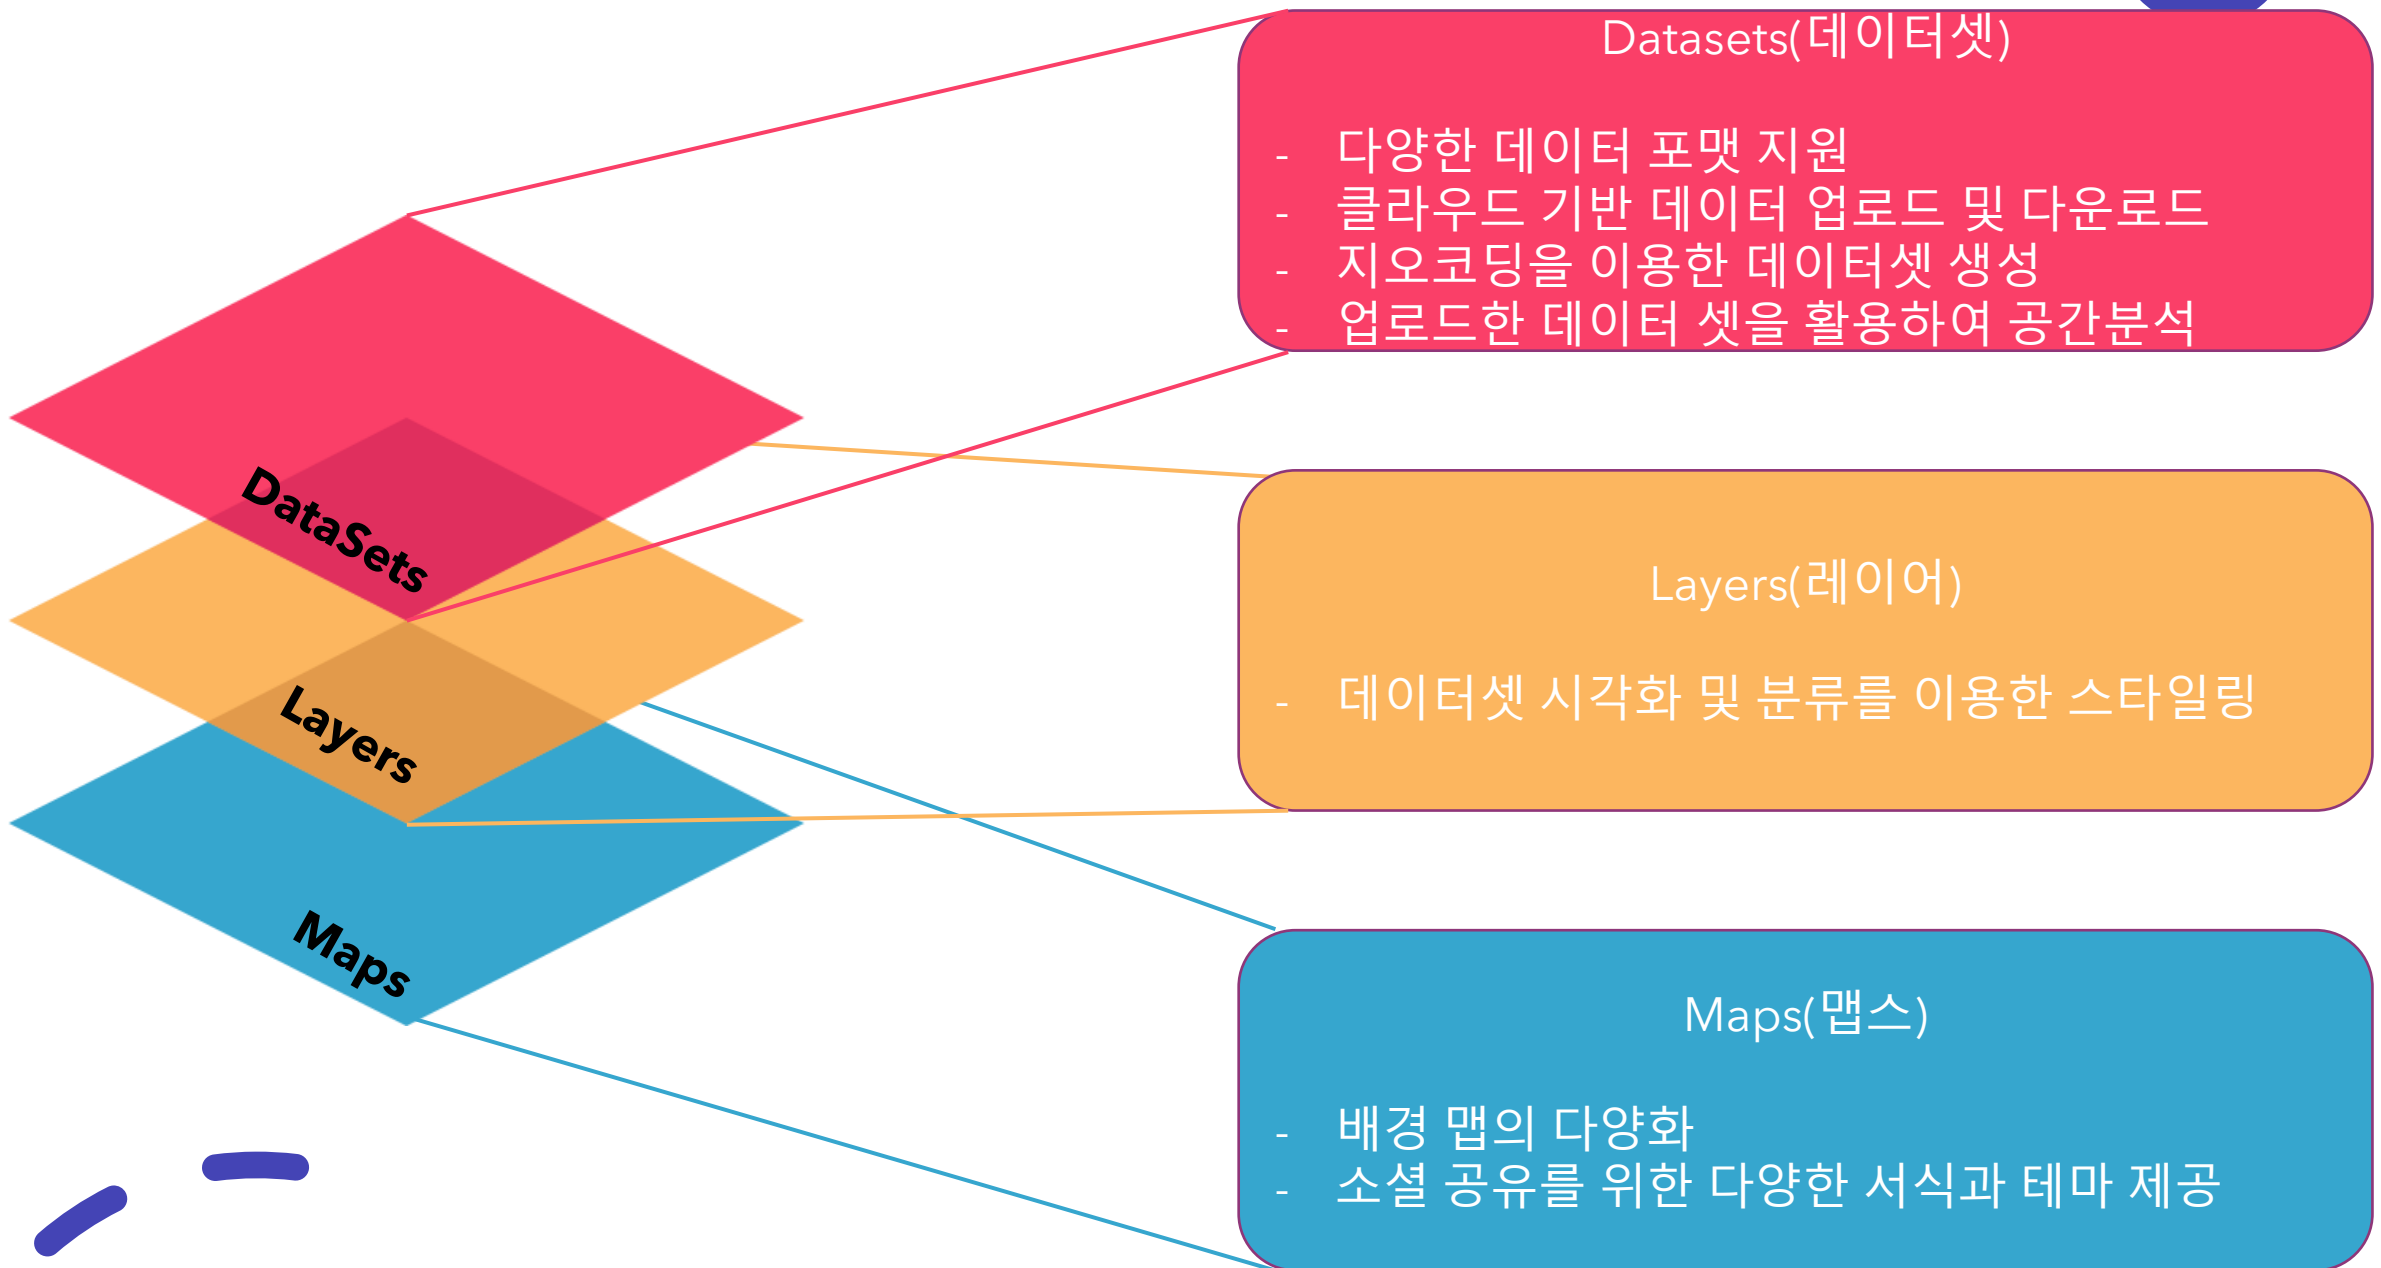 Datasets(데이터셋)
- 다양한 데이터 포맷 지원
- 클라우드 기반 데이터 업로드 및 다운로드
- 지오코딩을 이용한 데이터셋 생성
- 업로드한 데이터 셋을 활용하여 공간분석
DataSets
Layers
Maps
Layers(레이어)
- 데이터셋 시각화 및 분류를 이용한 스타일링
Maps(맵스)
- 배경 맵의 다양화
- 소셜 공유를 위한 다양한 서식과 테마 제공